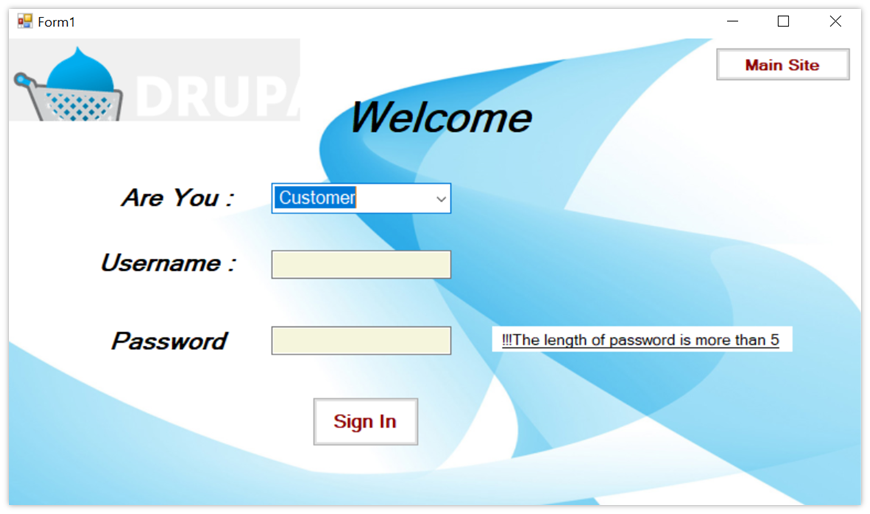 Form1
DRUPA
Main Site
Welcome
Are You :
Customer
Username :
Password
!!!The length of password is more than 5
Sign In